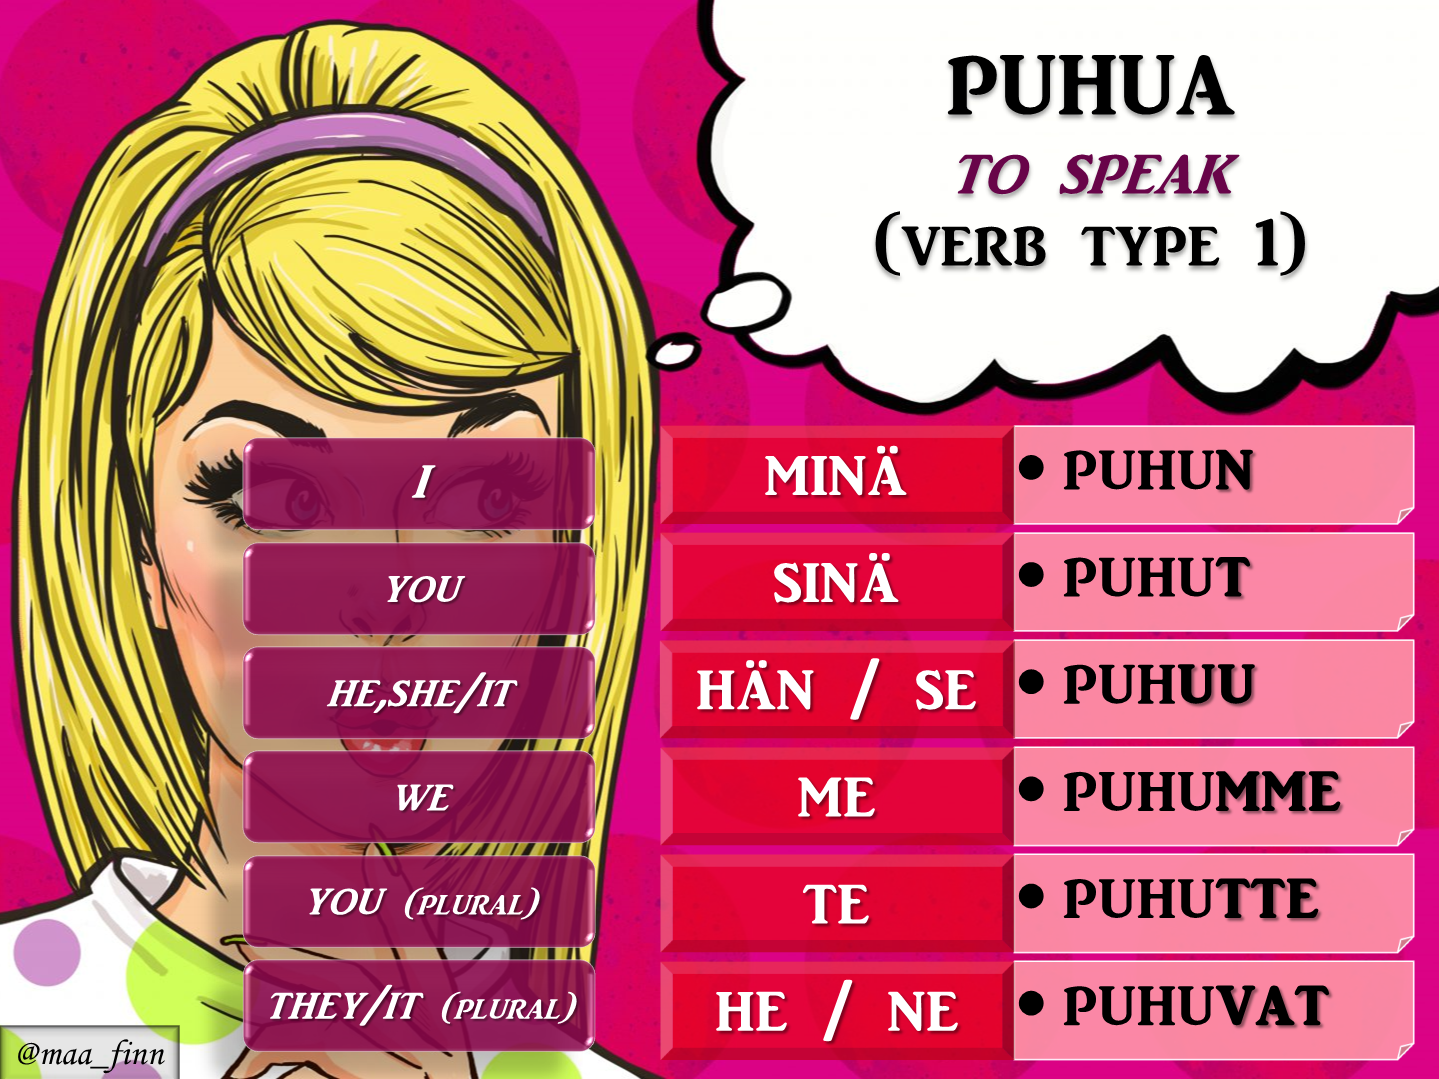 PUHUA
TO SPEAK
(VERB TYPE 1)
I MINÄ • PUHUN
YOU SINÄ • PUHUT
HE,SHE/IT HÄN / SE • PUHUUU
WE ME • PUHUMME
YOU (PLURAL) TE • PUHUTTE
THEY/IT (PLURAL) HE / NE • PUHUVAT
@maa_finn